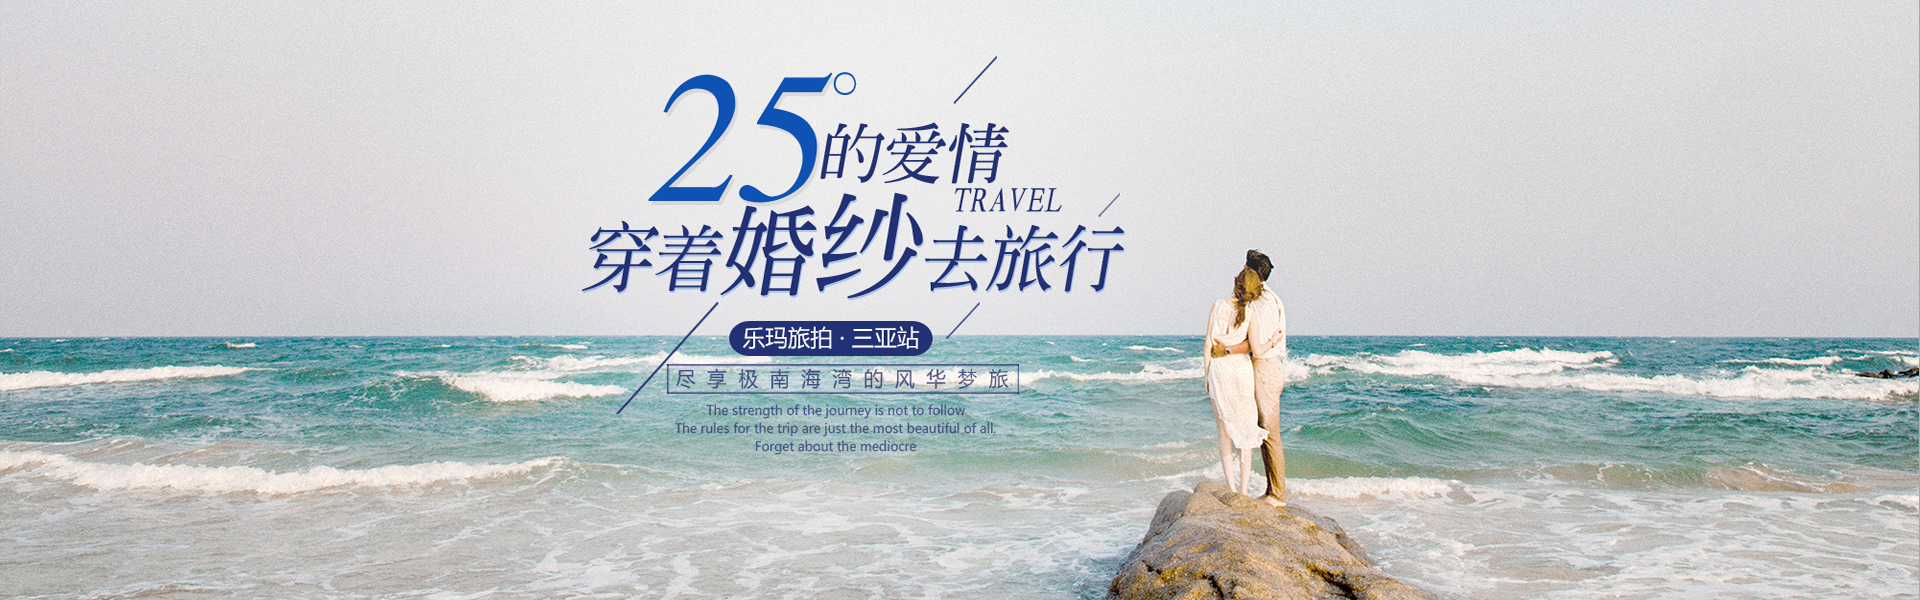 25°的爱情
TRAVEL
穿着婚纱去旅行
乐玛旅拍·三亚站
尽享极南海湾的风华梦旅
The strength of the journey is not to follow
The rules for the trip are just the most beautiful of all.
Forget about the mediocre